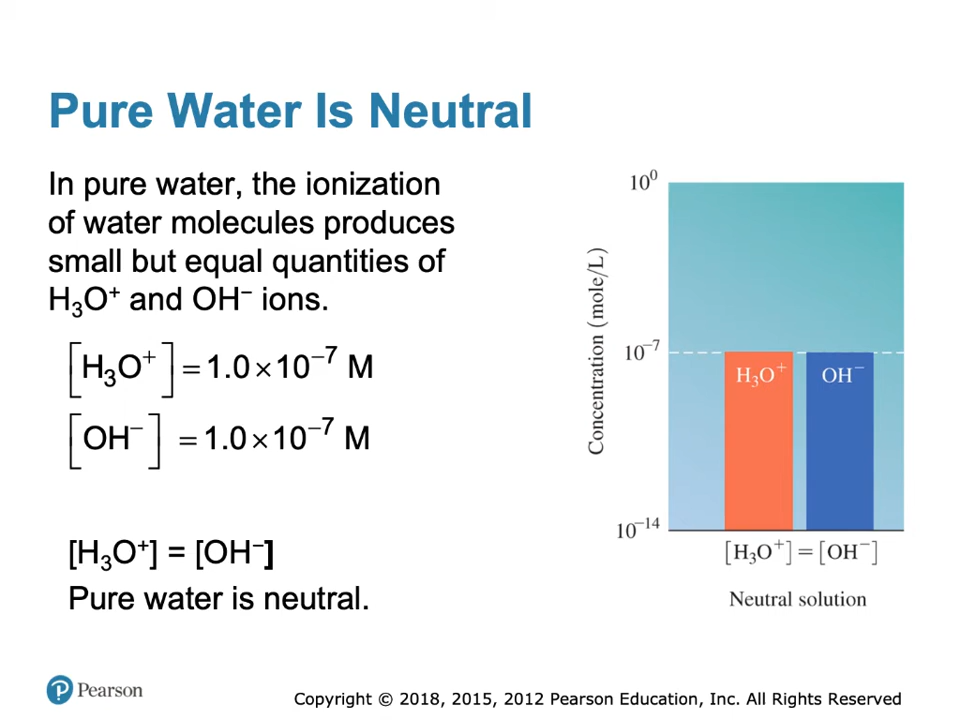 Pure Water Is Neutral
In pure water, the ionization
of water molecules produces
small but equal quantities of
H₃O⁺ and OH⁻ ions.
[H₃O⁺] = 1.0 × 10⁻⁷ M
[OH⁻] = 1.0 × 10⁻⁷ M
[H₃O⁺] = [OH⁻]
Pure water is neutral.
Concentration (mole/L)
10⁰
10⁻⁷
10⁻¹⁴
H₃O⁺ OH⁻
[H₃O⁺] = [OH⁻]
Neutral solution
P Pearson
Copyright © 2018, 2015, 2012 Pearson Education, Inc. All Rights Reserved